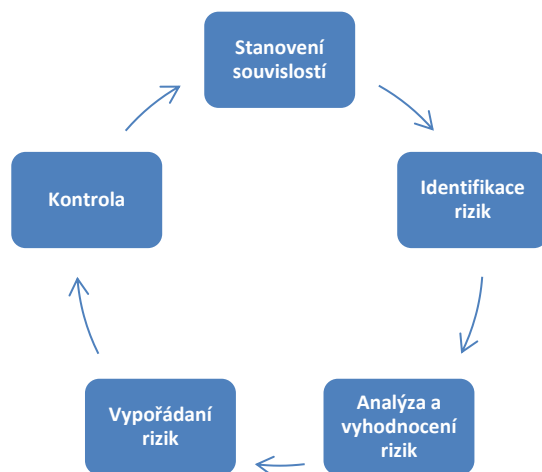 Stanovení
souvislostí
Identifikace
rizik
Analýza a
vyhodnocení
rizik
Vypořádaní
rizik
Kontrola